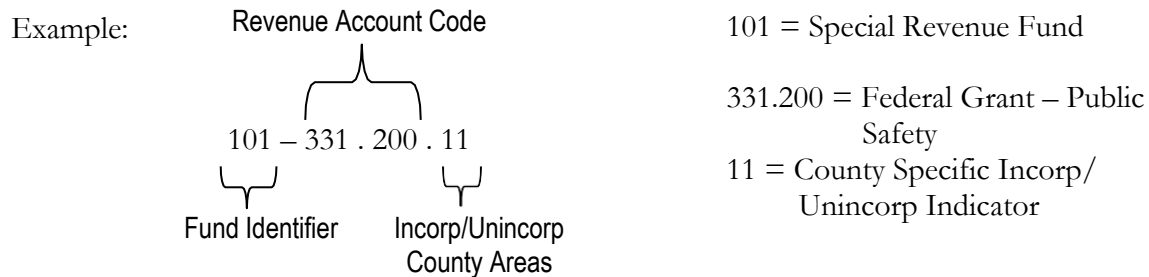 Example:
Revenue Account Code
101 – 331 . 200 . 11
Fund Identifier
Incorp/Unincorp
County Areas
101 = Special Revenue Fund
331.200 = Federal Grant – Public
Safety
11 = County Specific Incorp/
Unincorp Indicator